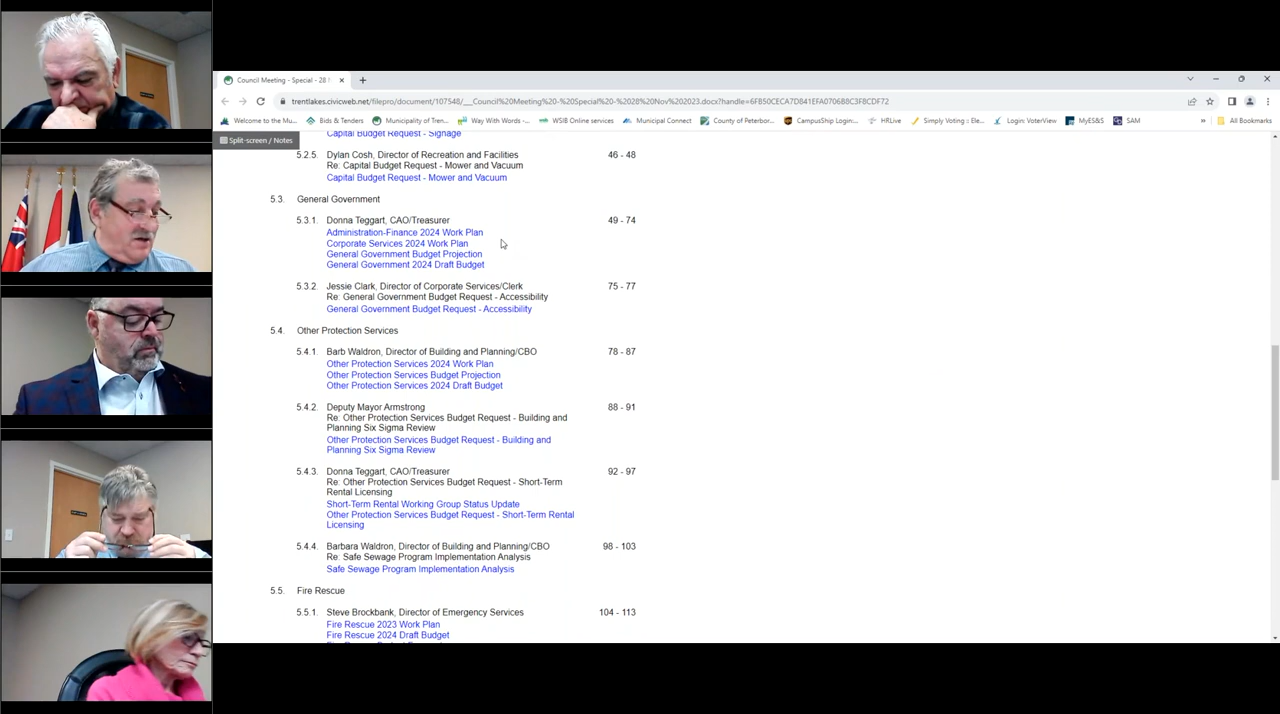 Council Meeting - Special - 28 N
trentlakes.civicweb.net/filepro/document/107548/___Council%20Meeting%20-%20Special%20-%2028%20Nov%202023.docx?handle=6FB50CECA7D841EFA0706B8C3F8CDF72
Welcome to the Mu... Bids & Tenders Municipality of Tren... Way With Words -... WSIB Online services Municipal Connect County of Peterbor... CampusShip Login:... HRLive Simply Voting : Ele... Login: VoterView MyES&S SAM » All Bookmarks
Split-screen / Notes
Capital Budget Request - Signage
5.2.5. Dylan Cosh, Director of Recreation and Facilities 46 - 48
Re: Capital Budget Request - Mower and Vacuum
Capital Budget Request - Mower and Vacuum
5.3. General Government
5.3.1. Donna Teggart, CAO/Treasurer 49 - 74
Administration-Finance 2024 Work Plan
Corporate Services 2024 Work Plan
General Government Budget Projection
General Government 2024 Draft Budget
5.3.2. Jessie Clark, Director of Corporate Services/Clerk 75 - 77
Re: General Government Budget Request - Accessibility
General Government Budget Request - Accessibility
5.4. Other Protection Services
5.4.1. Barb Waldron, Director of Building and Planning/CBO 78 - 87
Other Protection Services 2024 Work Plan
Other Protection Services Budget Projection
Other Protection Services 2024 Draft Budget
5.4.2. Deputy Mayor Armstrong 88 - 91
Re: Other Protection Services Budget Request - Building and
Planning Six Sigma Review
Other Protection Services Budget Request - Building and
Planning Six Sigma Review
5.4.3. Donna Teggart, CAO/Treasurer 92 - 97
Re: Other Protection Services Budget Request - Short-Term
Rental Licensing
Short-Term Rental Working Group Status Update
Other Protection Services Budget Request - Short-Term Rental
Licensing
5.4.4. Barbara Waldron, Director of Building and Planning/CBO 98 - 103
Re: Safe Sewage Program Implementation Analysis
Safe Sewage Program Implementation Analysis
5.5. Fire Rescue
5.5.1. Steve Brockbank, Director of Emergency Services 104 - 113
Fire Rescue 2023 Work Plan
Fire Rescue 2024 Draft Budget